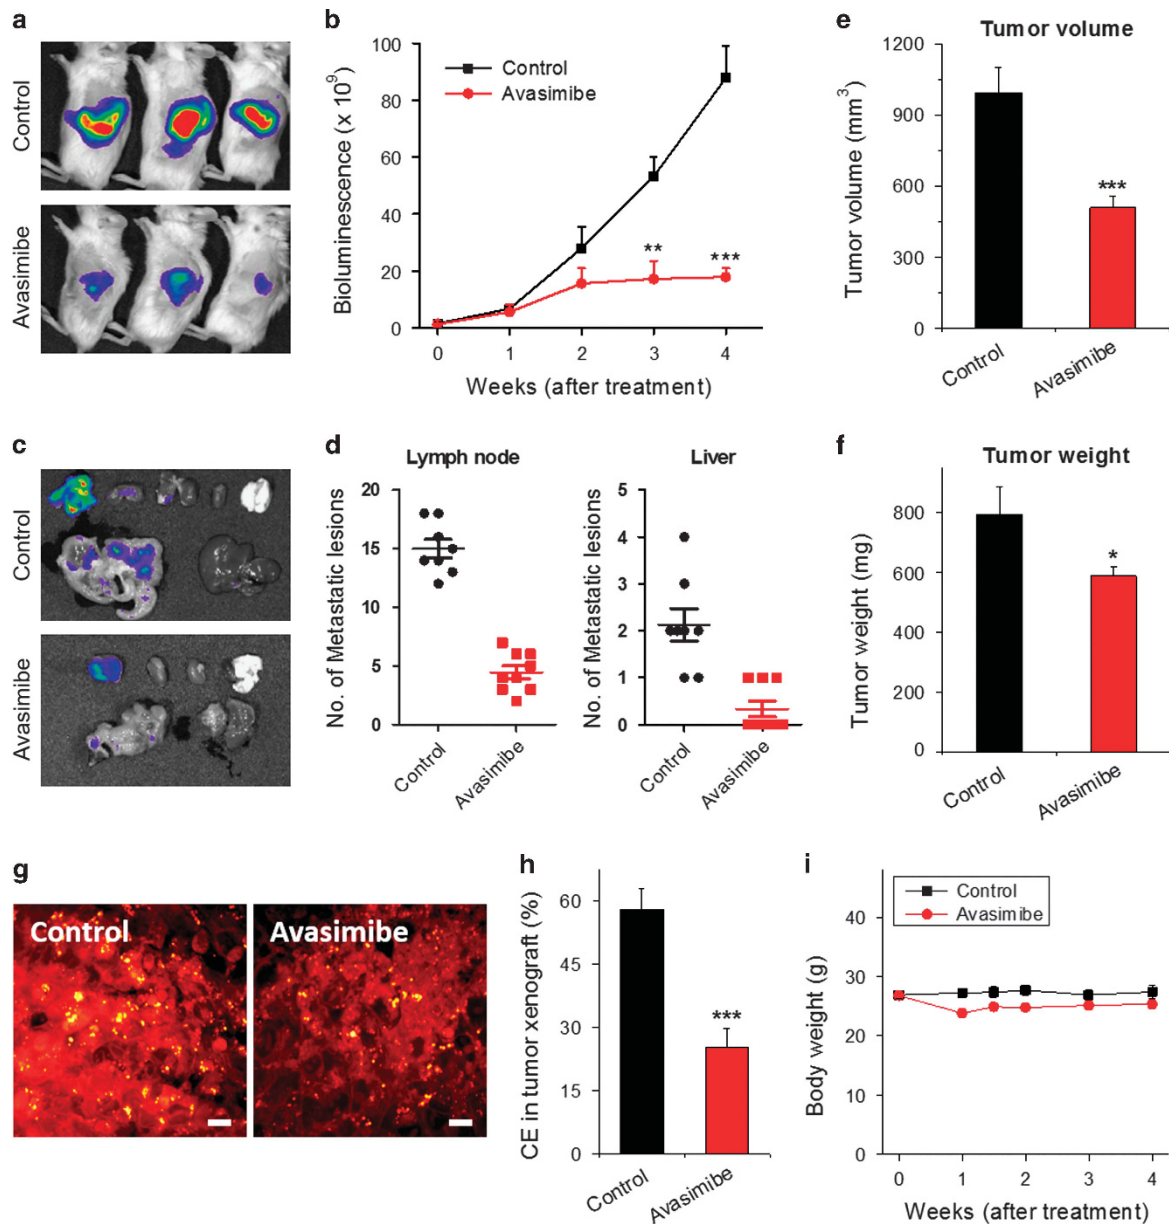 a
Control
Avasimibe
b
Bioluminescence (x 10⁹)
100
80
60
40
20
0
Control
Avasimibe
**
***
0 1 2 3 4
Weeks (after treatment)
e
Tumor volume
Tumor volume (mm³)
1200
900
600
300
0
***
Control
Avasimibe
c
Control
Avasimibe
d
Lymph node
No. of Metastatic lesions
20
15
10
5
0
Control
Avasimibe
Liver
No. of Metastatic lesions
5
4
3
2
1
0
Control
Avasimibe
f
Tumor weight
Tumor weight (mg)
800
600
400
200
0
*
Control
Avasimibe
g
Control
Avasimibe
h
CE in tumor xenograft (%)
60
45
30
15
0
***
Control
Avasimibe
i
Control
Avasimibe
Body weight (g)
40
30
20
10
0
0 1 2 3 4
Weeks (after treatment)